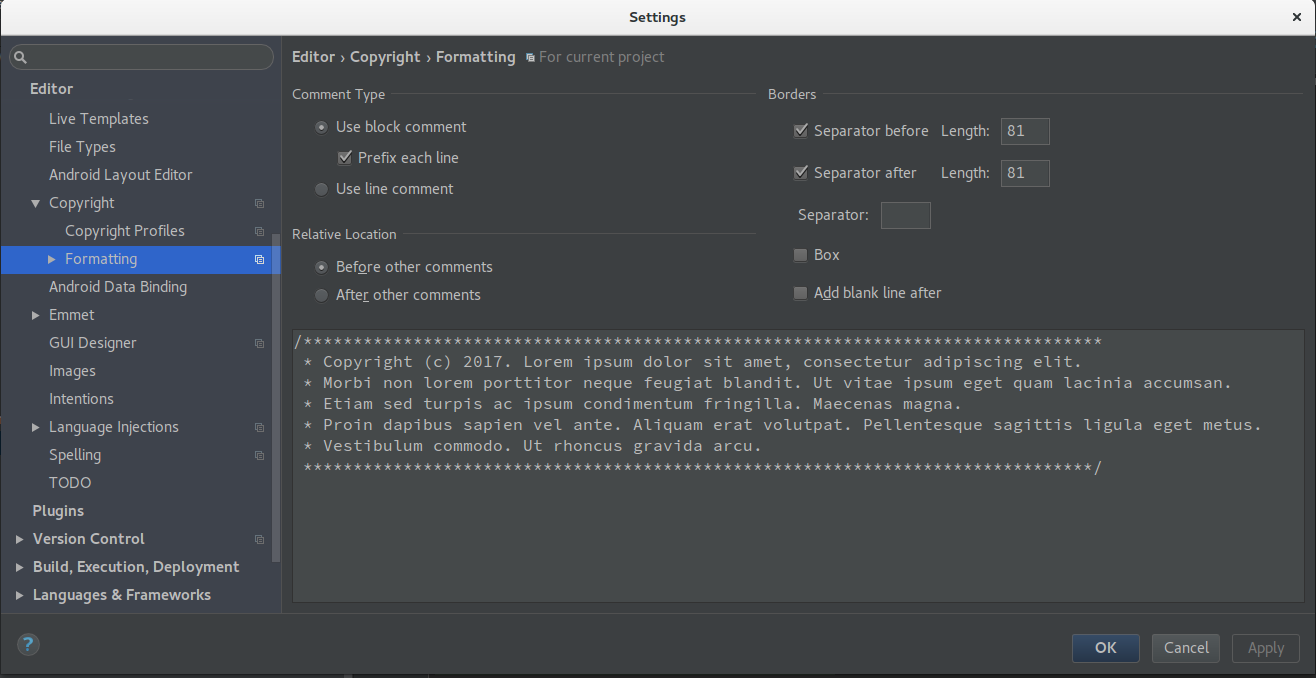 Settings
Editor
Live Templates
File Types
Android Layout Editor
Copyright
Copyright Profiles
Formatting
Android Data Binding
Emmet
GUI Designer
Images
Intentions
Language Injections
Spelling
TODO
Plugins
Version Control
Build, Execution, Deployment
Languages & Frameworks
?
Editor › Copyright › Formatting For current project
Comment Type
Use block comment
Prefix each line
Use line comment
Relative Location
Before other comments
After other comments
Borders
Separator before Length: 81
Separator after Length: 81
Separator:
Box
Add blank line after
/********************************************************************************
* Copyright (c) 2017. Lorem ipsum dolor sit amet, consectetur adipiscing elit.
* Morbi non lorem porttitor neque feugiat blandit. Ut vitae ipsum eget quam lacinia accumsan.
* Etiam sed turpis ac ipsum condimentum fringilla. Maecenas magna.
* Proin dapibus sapien vel ante. Aliquam erat volutpat. Pellentesque sagittis ligula eget metus.
* Vestibulum commodo. Ut rhoncus gravida arcu.
*******************************************************************************/
OK Cancel Apply